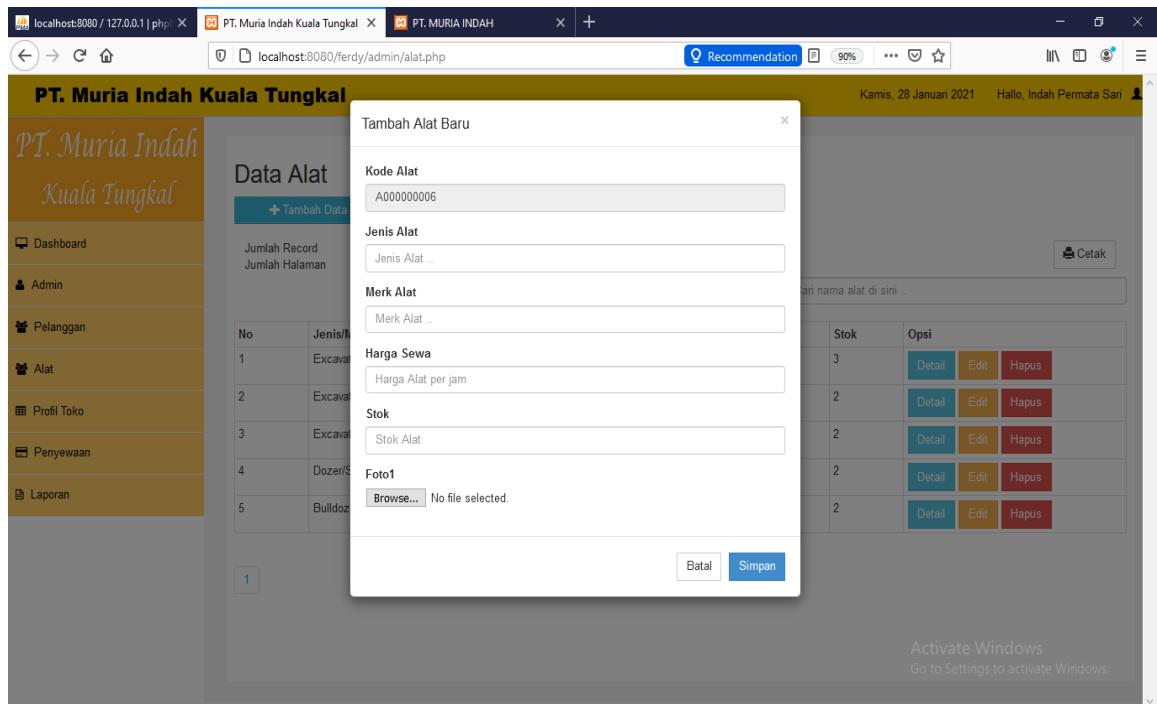 localhost:8080 / 127.0.0.1 | php
PT. Muria Indah Kuala Tungkal
PT. MURIA INDAH
localhost:8080/ferdy/admin/alat.php
Recommendation
90%
PT. Muria Indah Kuala Tungkal
Kamis, 28 Januari 2021
Hallo, Indah Permata Sari
PT. Muria Indah
Kuala Tungkal
Dashboard
Admin
Pelanggan
Alat
Profil Toko
Penyewaan
Laporan
Data Alat
Tambah Data
Jumlah Record
Jumlah Halaman
Cetak
nama alat di sini ..
No Jenis/ Stok Opsi
1 3 Detail Edit Hapus
2 2 Detail Edit Hapus
3 2 Detail Edit Hapus
4 Dozer/ 2 Detail Edit Hapus
5 2 Detail Edit Hapus
1
Tambah Alat Baru
×
Kode Alat
A000000006
Jenis Alat
Jenis Alat ..
Merk Alat
Merk Alat ..
Harga Sewa
Harga Alat per jam
Stok
Stok Alat
Foto1
Browse... No file selected.
Batal
Simpan
Activate Windows
Go to Settings to activate Windows.